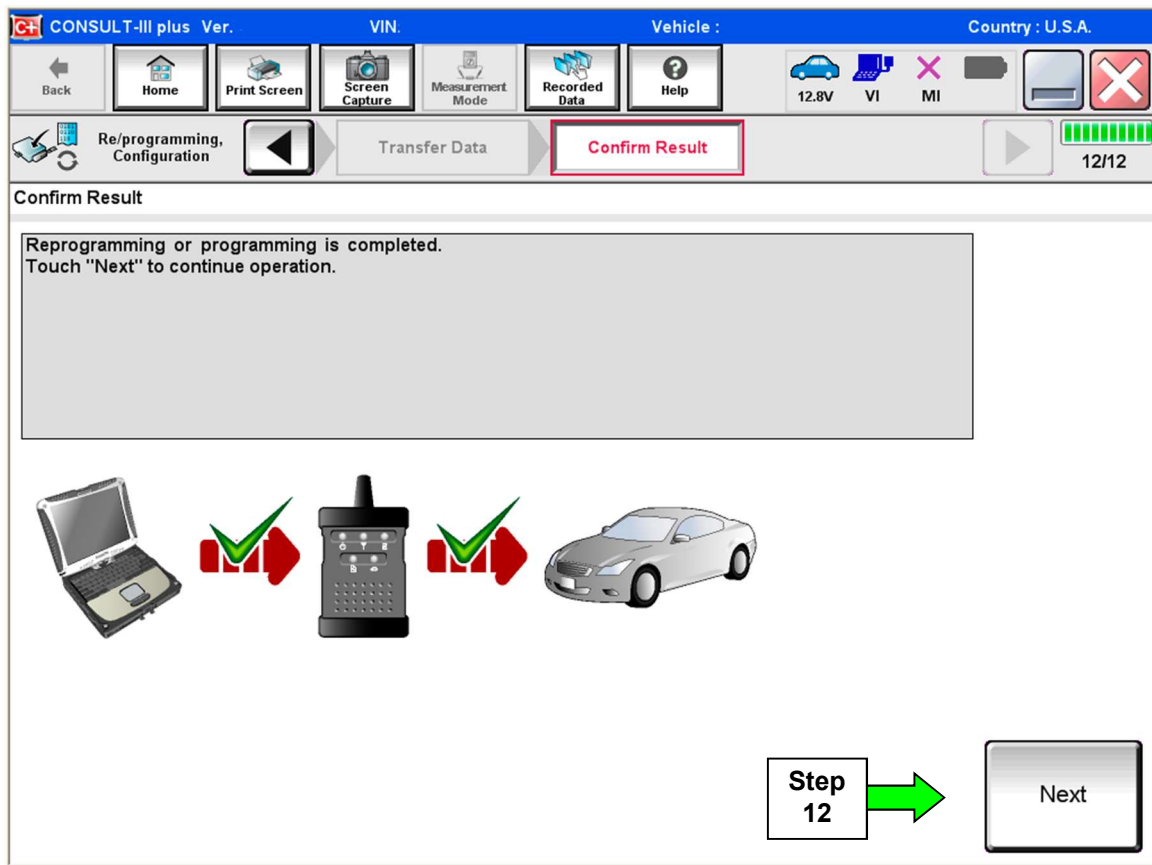 C+ CONSULT-III plus Ver. VIN: Vehicle : Country : U.S.A.
Back
Home
Print Screen
Screen
Capture
Measurement
Mode
Recorded
Data
Help
12.8V
VI
MI
Re/programming,
Configuration
Transfer Data
Confirm Result
12/12
Confirm Result
Reprogramming or programming is completed.
Touch "Next" to continue operation.
Step
12
Next